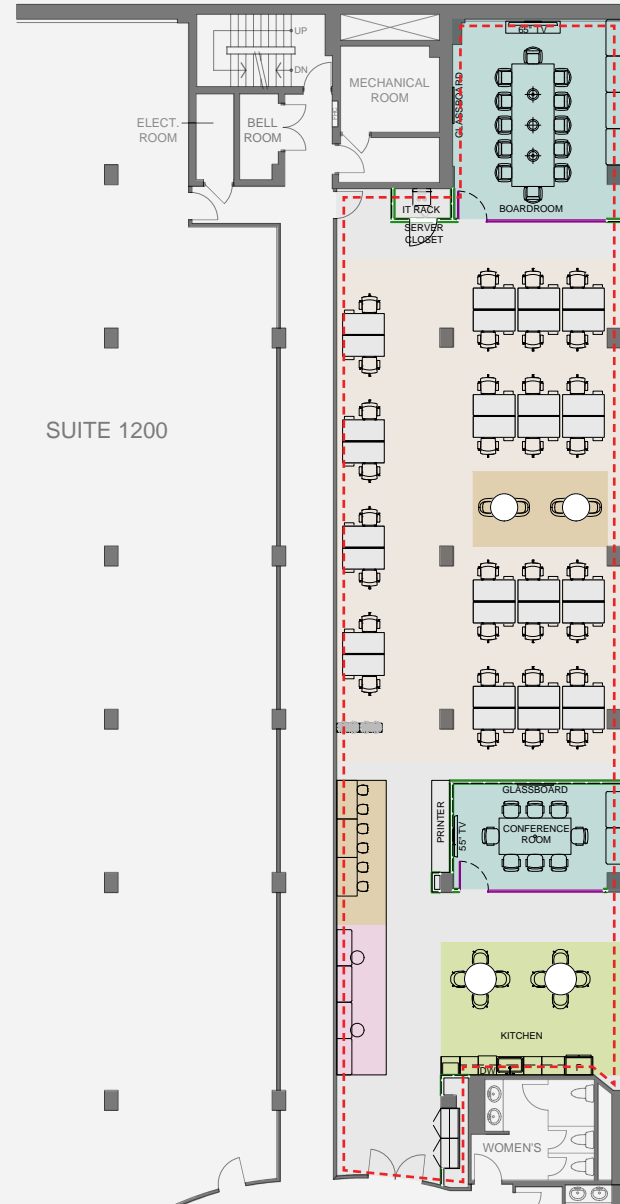 UP
65" TV
DN
MECHANICAL
ROOM
GLASSBOARD
ELECT.
ROOM
BELL
ROOM
IT RACK
BOARDROOM
SERVER
CLOSET
SUITE 1200
GLASSBOARD
PRINTER
55" TV
CONFERENCE
ROOM
KITCHEN
DW
F
WOMEN'S